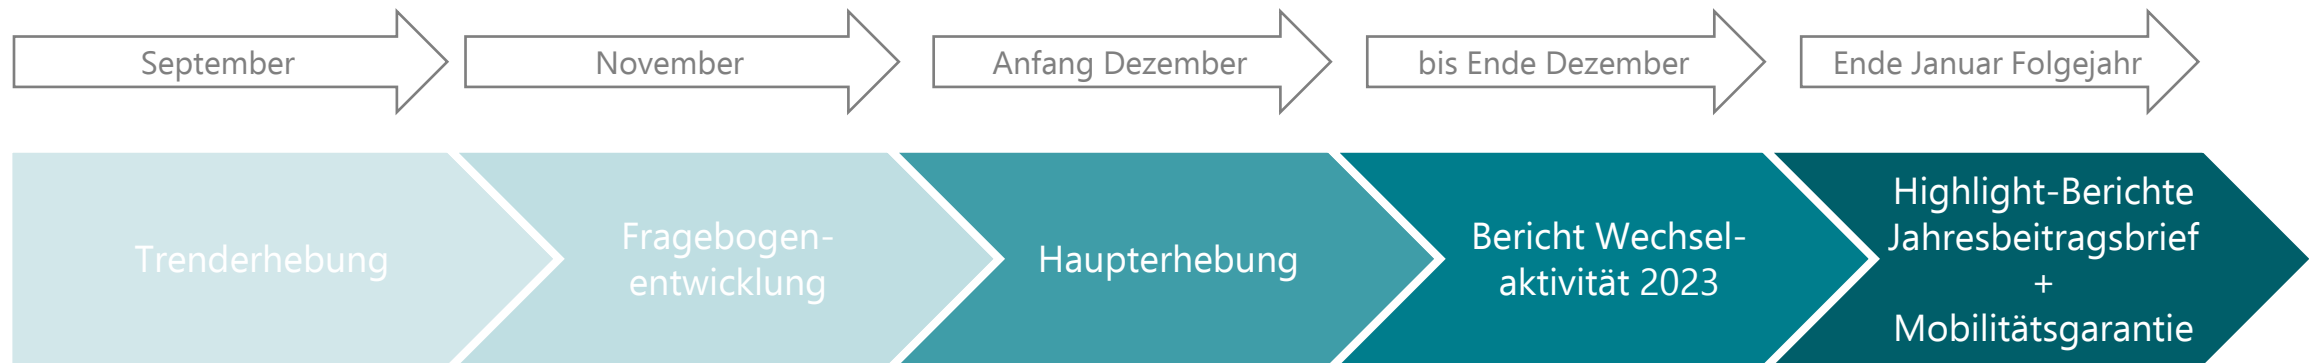 September
November
Anfang Dezember
bis Ende Dezember
Ende Januar Folgejahr
Trenderhebung
Fragebogen-
entwicklung
Haupterhebung
Bericht Wechsel-
aktivität 2023
Highlight-Berichte
Jahresbeitragsbrief
+
Mobilitätsgarantie